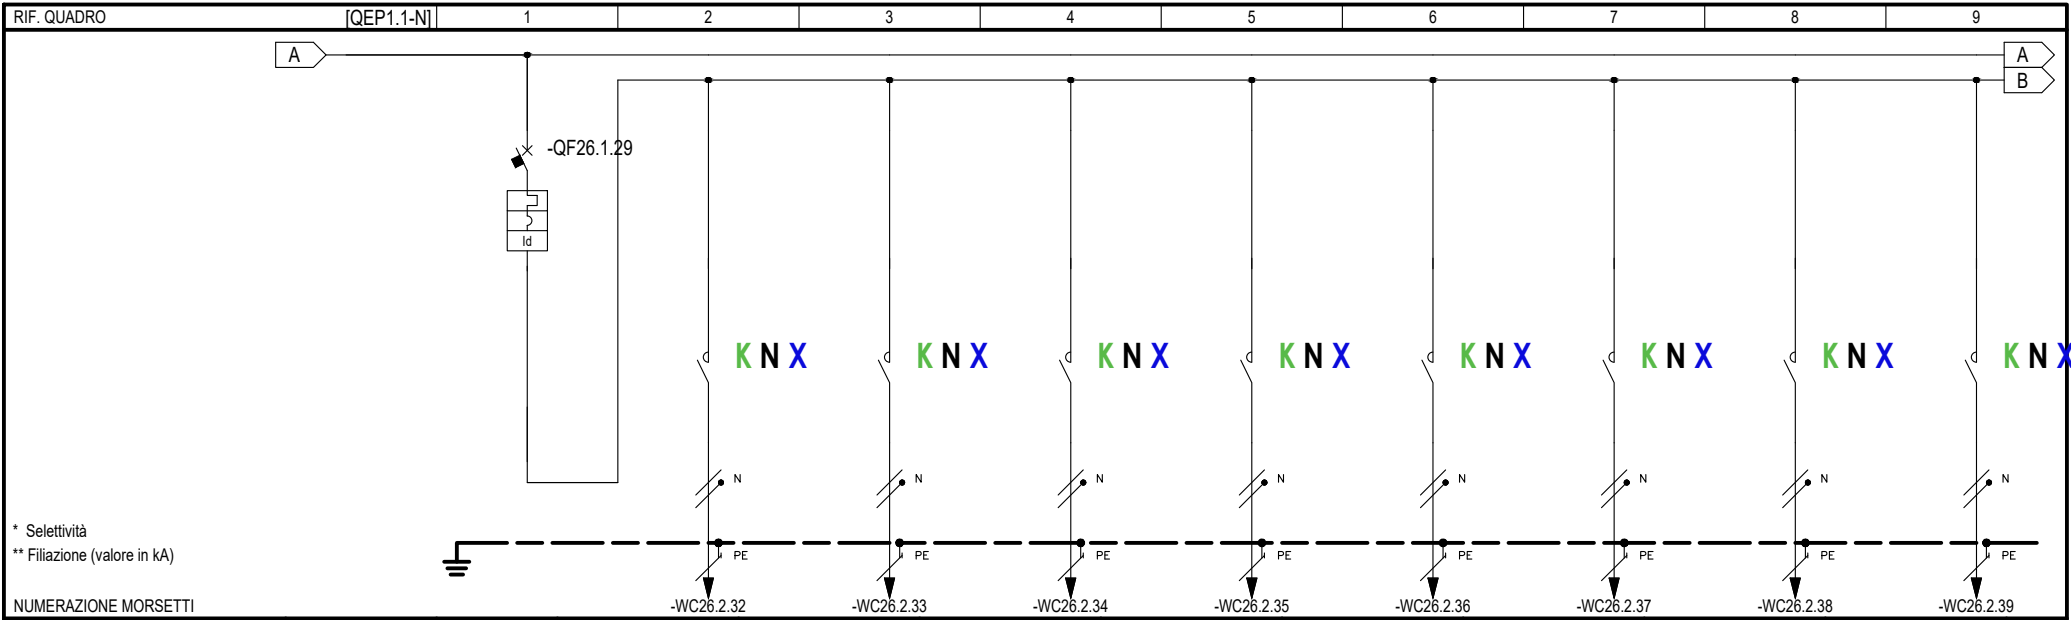 RIF. QUADRO [QEP1.1-N] 1 2 3 4 5 6 7 8 9
A A
B
-QF26.1.29
Id
KNX KNX KNX KNX KNX KNX KNX KNX
N N N N N N N N
* Selettività
** Filiazione (valore in kA)
PE PE PE PE PE PE PE PE
NUMERAZIONE MORSETTI -WC26.2.32 -WC26.2.33 -WC26.2.34 -WC26.2.35 -WC26.2.36 -WC26.2.37 -WC26.2.38 -WC26.2.39